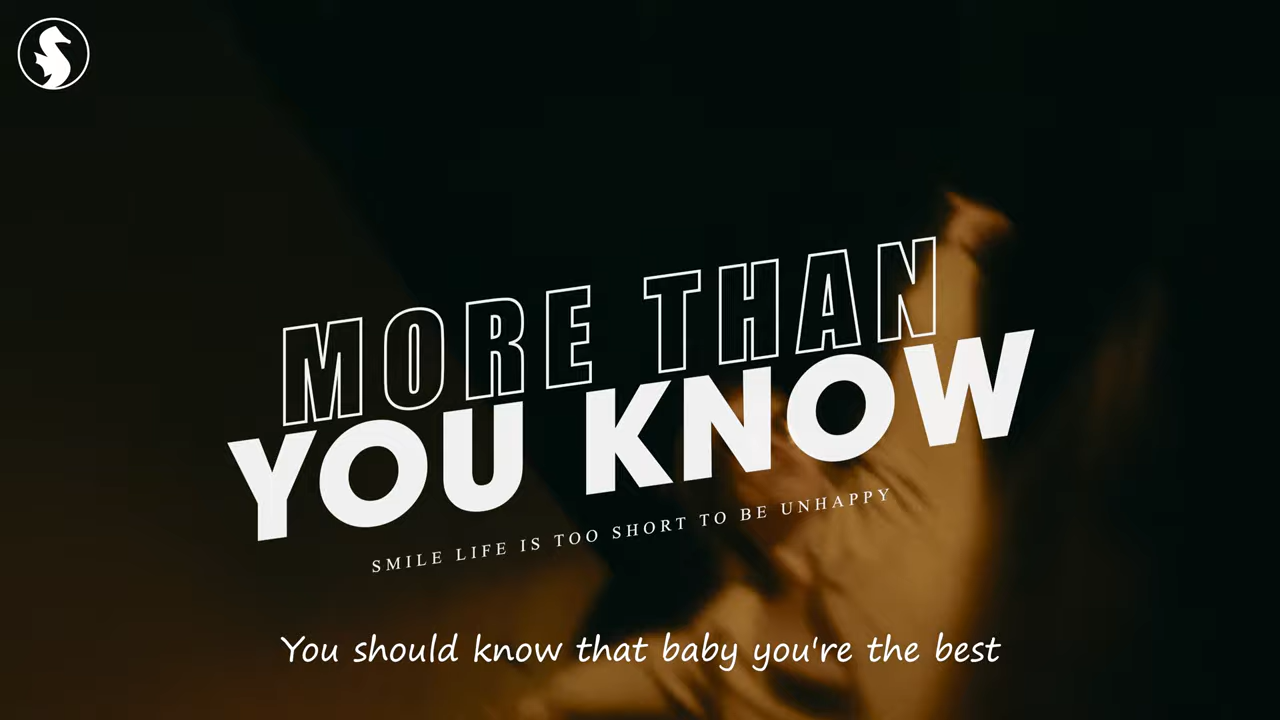 MORE THAN
YOU KNOW
SMILE LIFE IS TOO SHORT TO BE UNHAPPY
You should know that baby you're the best